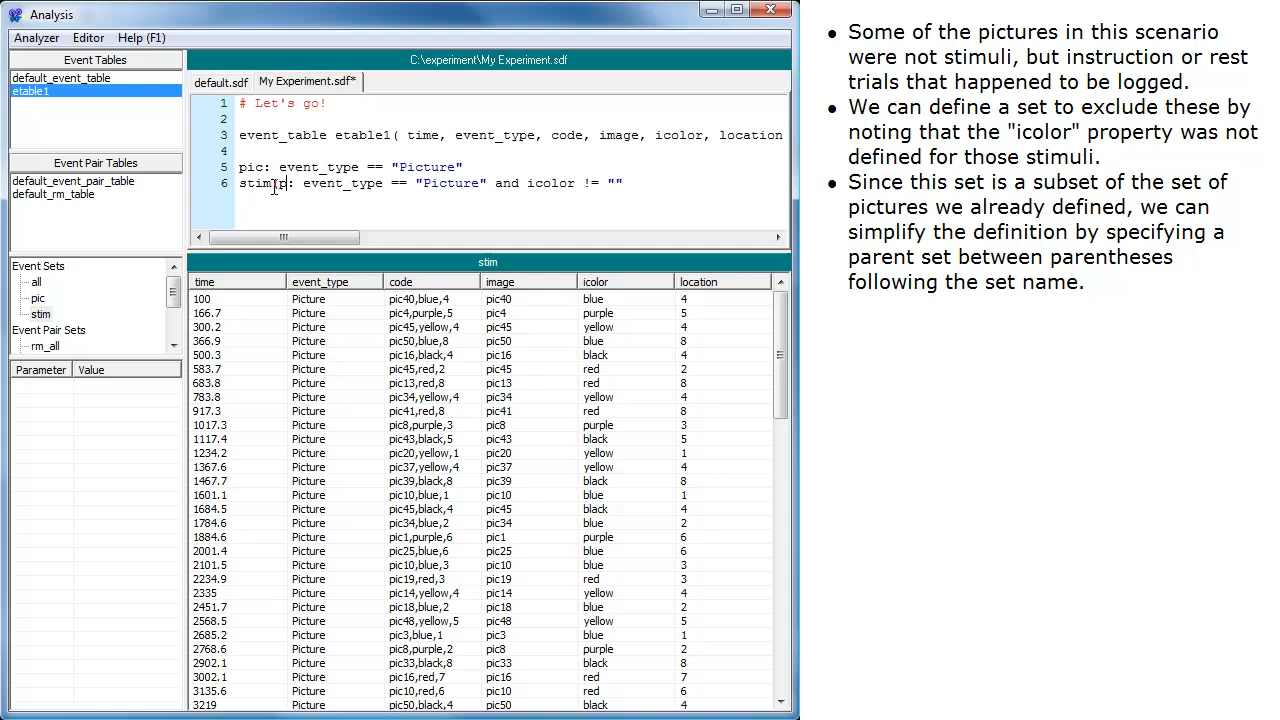 Analysis
Analyzer Editor Help (F1)
Event Tables
default_event_table
etable1
Event Pair Tables
default_event_pair_table
default_rm_table
Event Sets
all
pic
stim
Event Pair Sets
rm_all
Parameter Value
C:\experiment\My Experiment.sdf
default.sdf My Experiment.sdf*
1 # Let's go!
2
3 event_table etable1( time, event_type, code, image, icolor, location
4
5 pic: event_type == "Picture"
6 stim(p: event_type == "Picture" and icolor != ""
stim
time event_type code image icolor location
100 Picture pic40,blue,4 pic40 blue 4
166.7 Picture pic4,purple,5 pic4 purple 5
300.2 Picture pic45,yellow,4 pic45 yellow 4
366.9 Picture pic50,blue,8 pic50 blue 8
500.3 Picture pic16,black,4 pic16 black 4
583.7 Picture pic45,red,2 pic45 red 2
683.8 Picture pic13,red,8 pic13 red 8
783.8 Picture pic34,yellow,4 pic34 yellow 4
917.3 Picture pic41,red,8 pic41 red 8
1017.3 Picture pic8,purple,3 pic8 purple 3
1117.4 Picture pic43,black,5 pic43 black 5
1234.2 Picture pic20,yellow,1 pic20 yellow 1
1367.6 Picture pic37,yellow,4 pic37 yellow 4
1467.7 Picture pic39,black,8 pic39 black 8
1601.1 Picture pic10,blue,1 pic10 blue 1
1684.5 Picture pic45,black,4 pic45 black 4
1784.6 Picture pic34,blue,2 pic34 blue 2
1884.6 Picture pic1,purple,6 pic1 purple 6
2001.4 Picture pic25,blue,6 pic25 blue 6
2101.5 Picture pic10,blue,3 pic10 blue 3
2234.9 Picture pic19,red,3 pic19 red 3
2335 Picture pic14,yellow,4 pic14 yellow 4
2451.7 Picture pic18,blue,2 pic18 blue 2
2568.5 Picture pic48,yellow,5 pic48 yellow 5
2685.2 Picture pic3,blue,1 pic3 blue 1
2768.6 Picture pic8,purple,2 pic8 purple 2
2902.1 Picture pic33,black,8 pic33 black 8
3002.1 Picture pic16,red,7 pic16 red 7
3135.6 Picture pic10,red,6 pic10 red 6
3219 Picture pic50,black,4 pic50 black 4
• Some of the pictures in this scenario
were not stimuli, but instruction or rest
trials that happened to be logged.
• We can define a set to exclude these by
noting that the "icolor" property was not
defined for those stimuli.
• Since this set is a subset of the set of
pictures we already defined, we can
simplify the definition by specifying a
parent set between parentheses
following the set name.